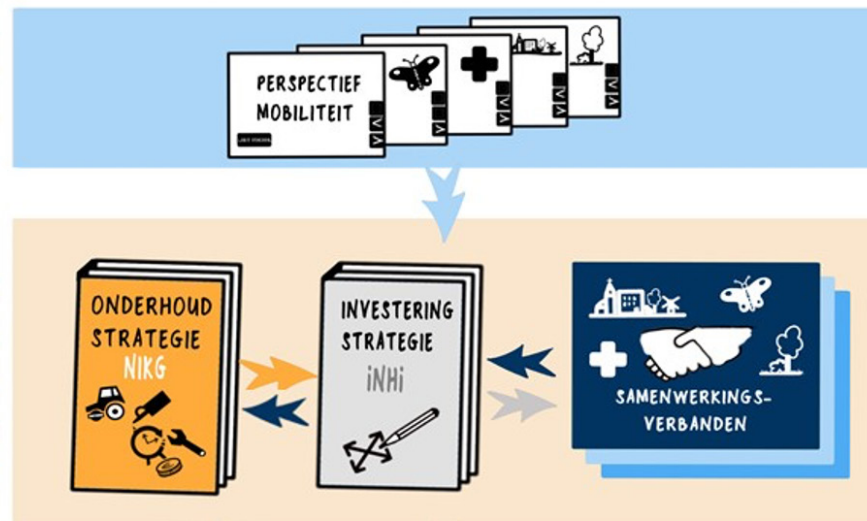 PERSPECTIEF
MOBILITEIT
ONDERHOUD
STRATEGIE
NIKG
INVESTERING
STRATEGIE
iNHi
SAMENWERKINGS-
VERBANDEN